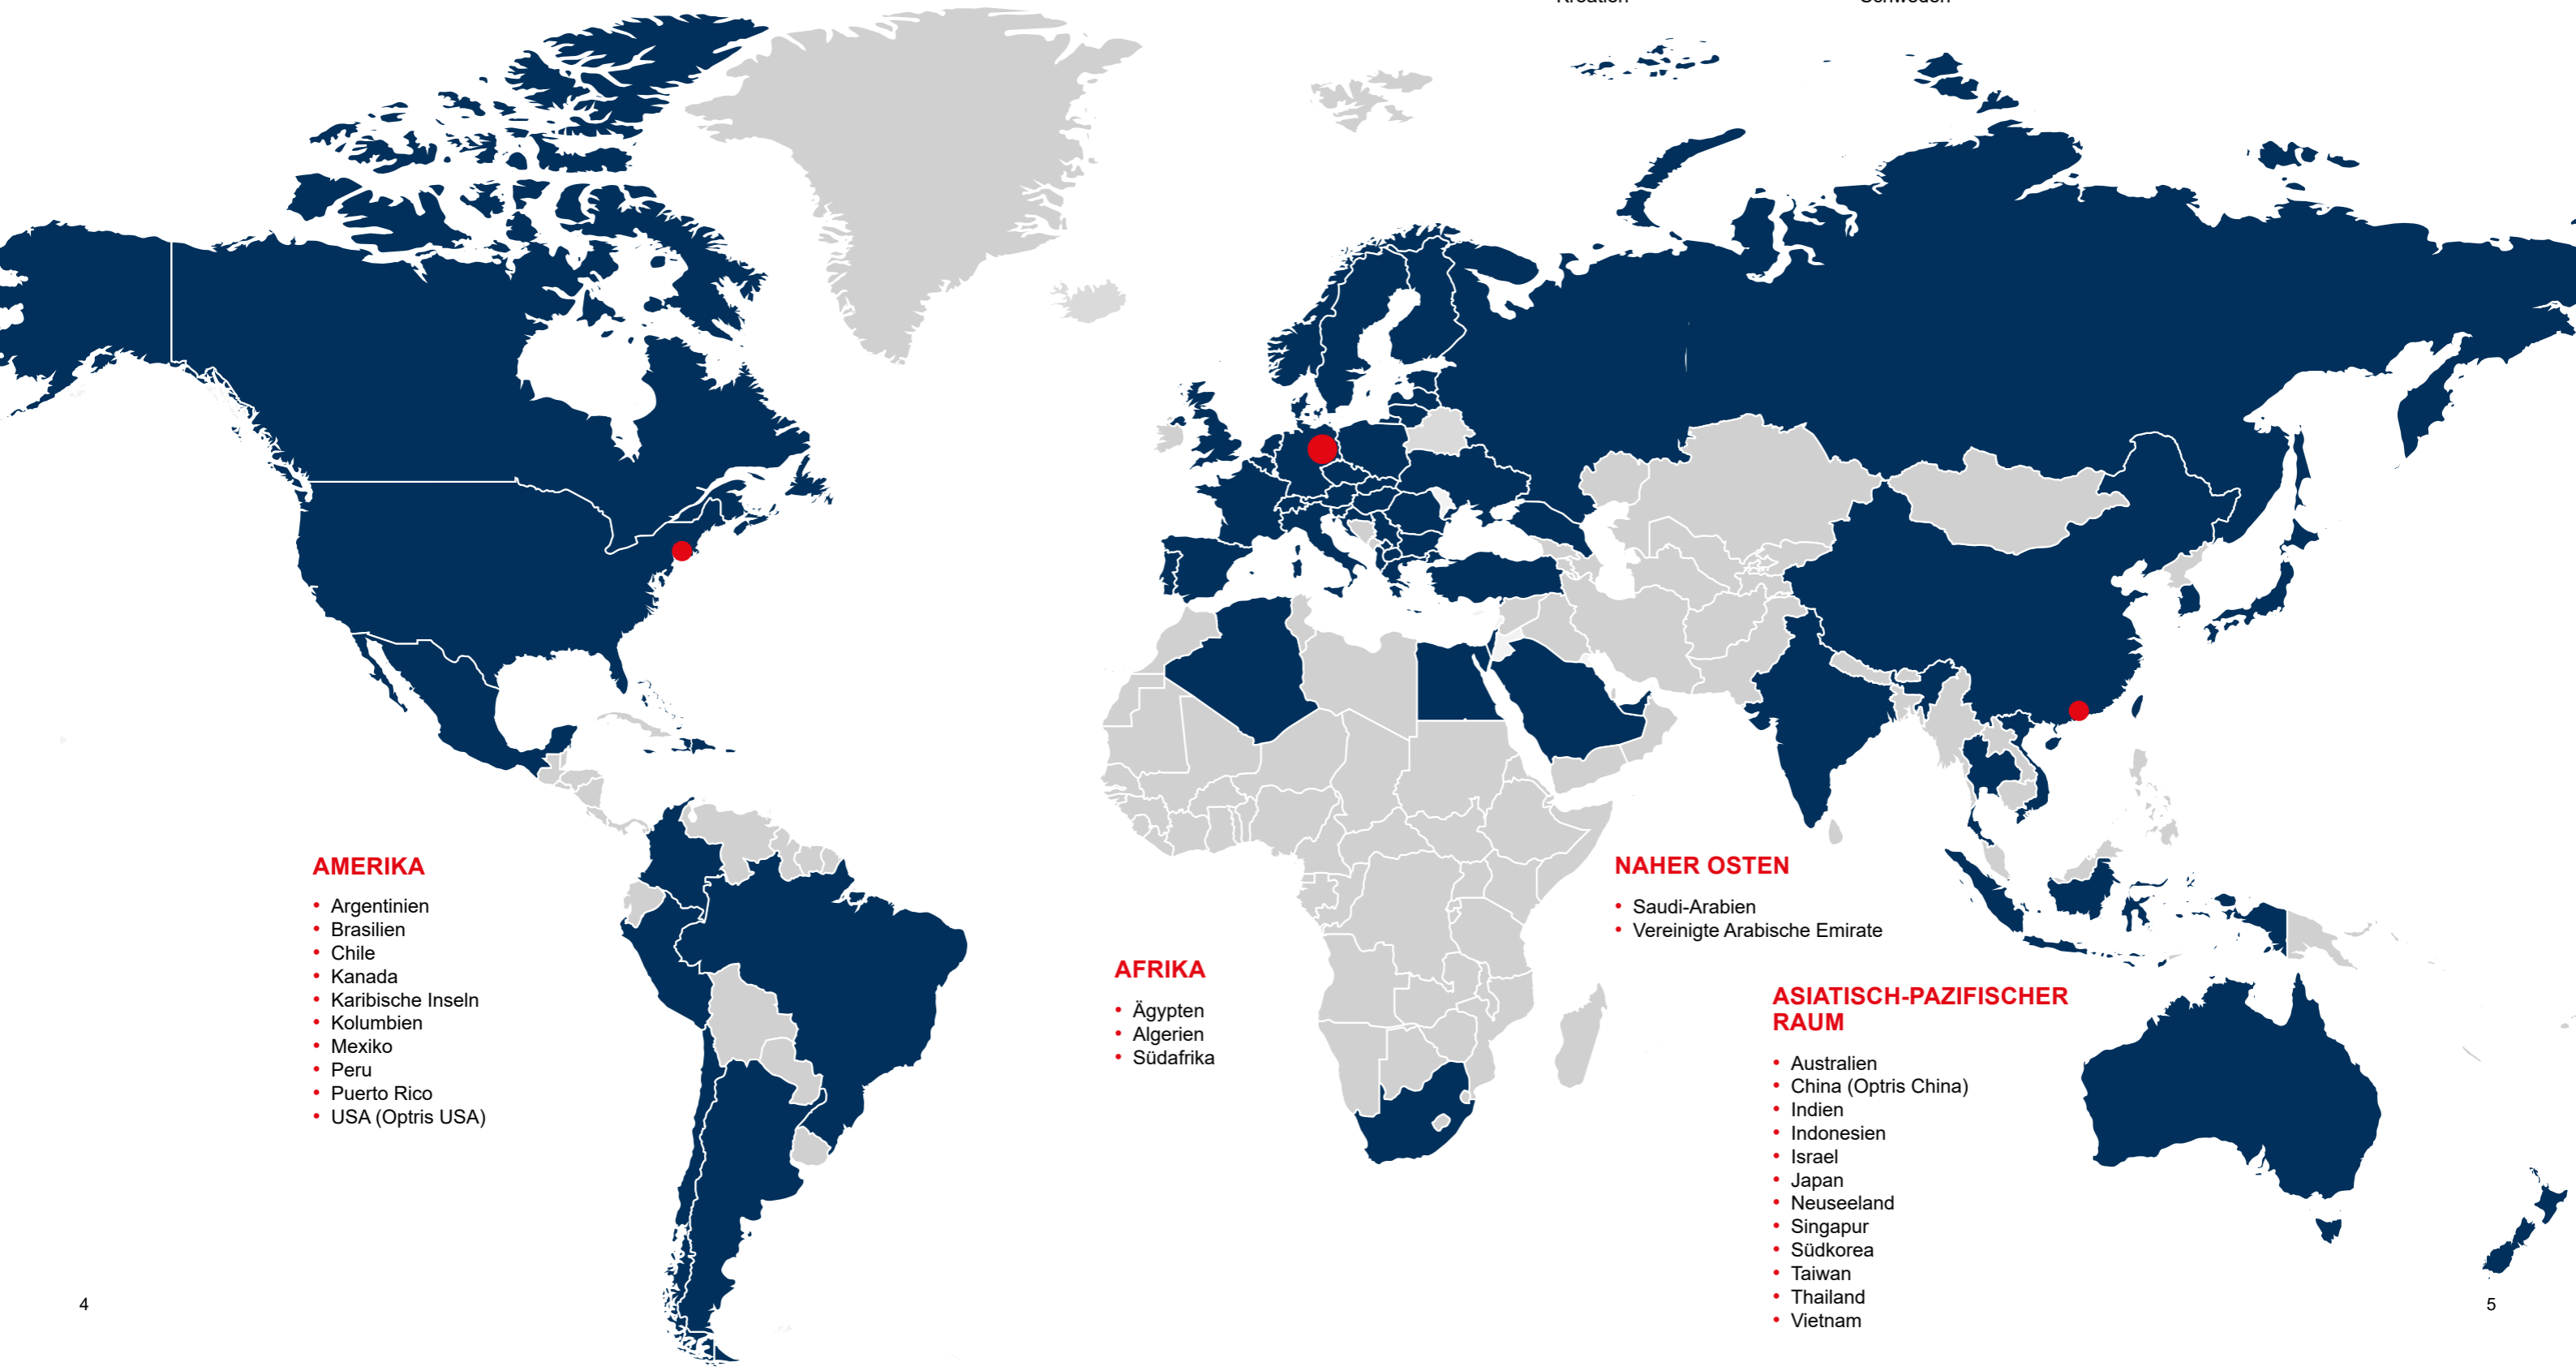 AMERIKA
• Argentinien
• Brasilien
• Chile
• Kanada
• Karibische Inseln
• Kolumbien
• Mexiko
• Peru
• Puerto Rico
• USA (Optris USA)
AFRIKA
• Ägypten
• Algerien
• Südafrika
NAHER OSTEN
• Saudi-Arabien
• Vereinigte Arabische Emirate
ASIATISCH-PAZIFISCHER
RAUM
• Australien
• China (Optris China)
• Indien
• Indonesien
• Israel
• Japan
• Neuseeland
• Singapur
• Südkorea
• Taiwan
• Thailand
• Vietnam
4
5